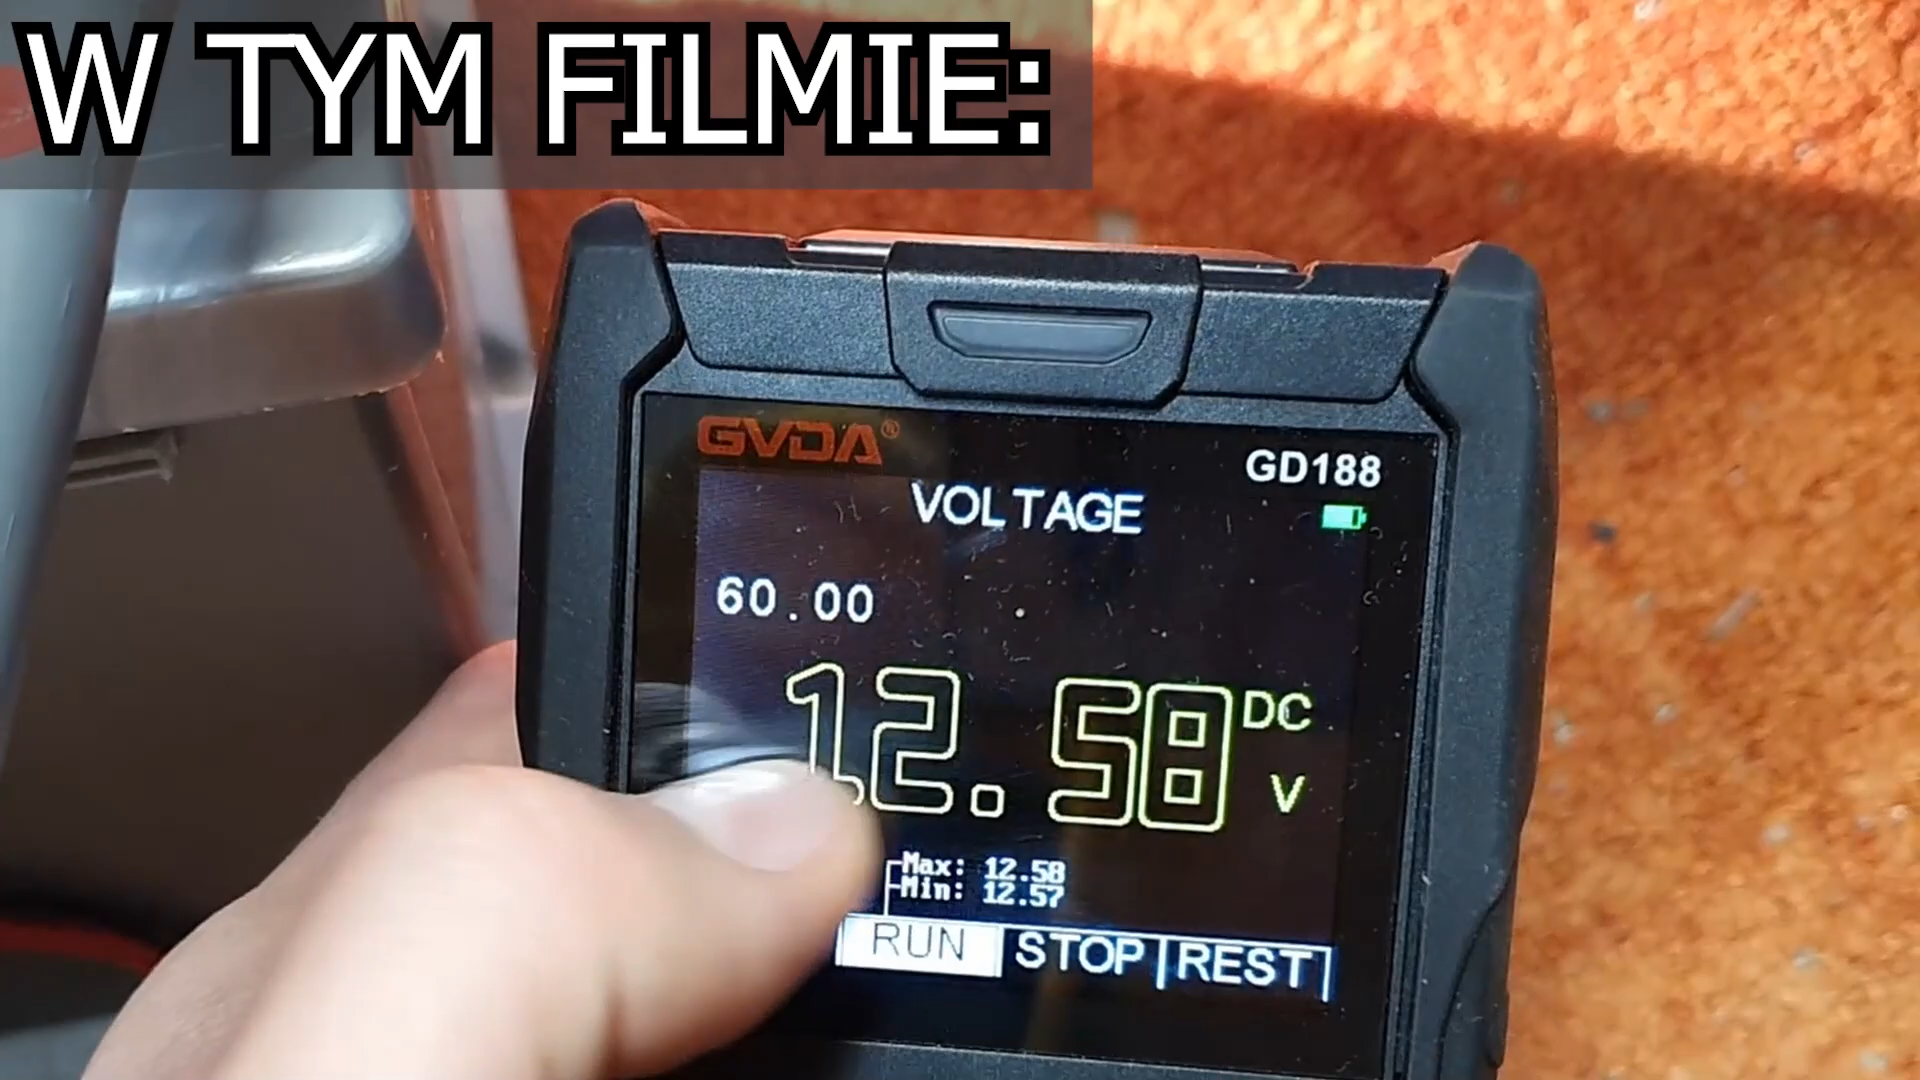 W TYM FILMIE:
GVDA®
GD188
VOLTAGE
60.00
12.58 DC V
Max: 12.58
Min: 12.57
RUN STOP REST